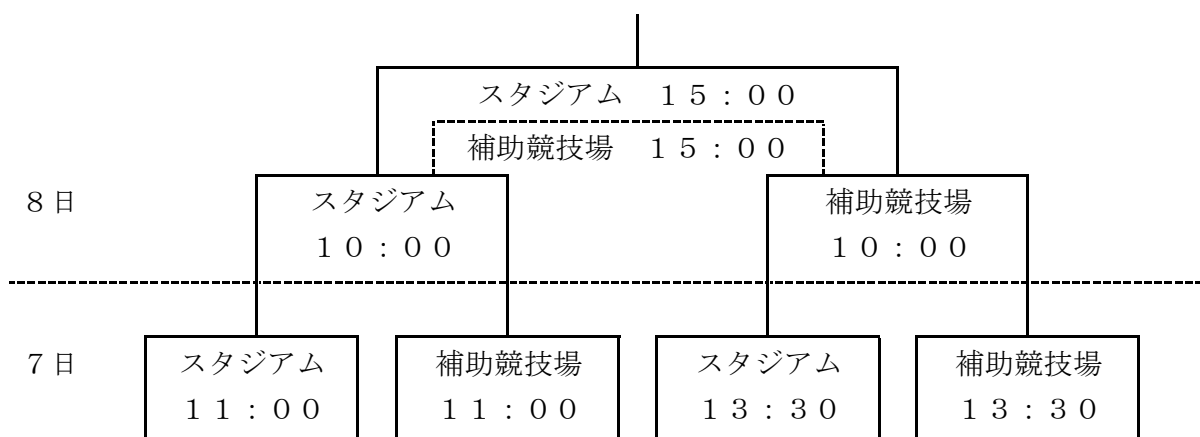 スタジアム　１５：００
補助競技場　１５：００
８日
スタジアム
１０：００
補助競技場
１０：００
７日
スタジアム
１１：００
補助競技場
１１：００
スタジアム
１３：３０
補助競技場
１３：３０